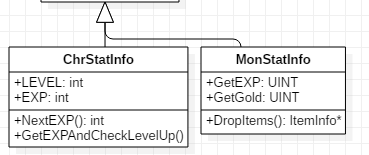 ChrStatInfo
+LEVEL: int
+EXP: int
+NextEXP(): int
+GetEXPAndCheckLevelUp()
MonStatInfo
+GetEXP: UINT
+GetGold: UINT
+DropItems(): ItemInfo*